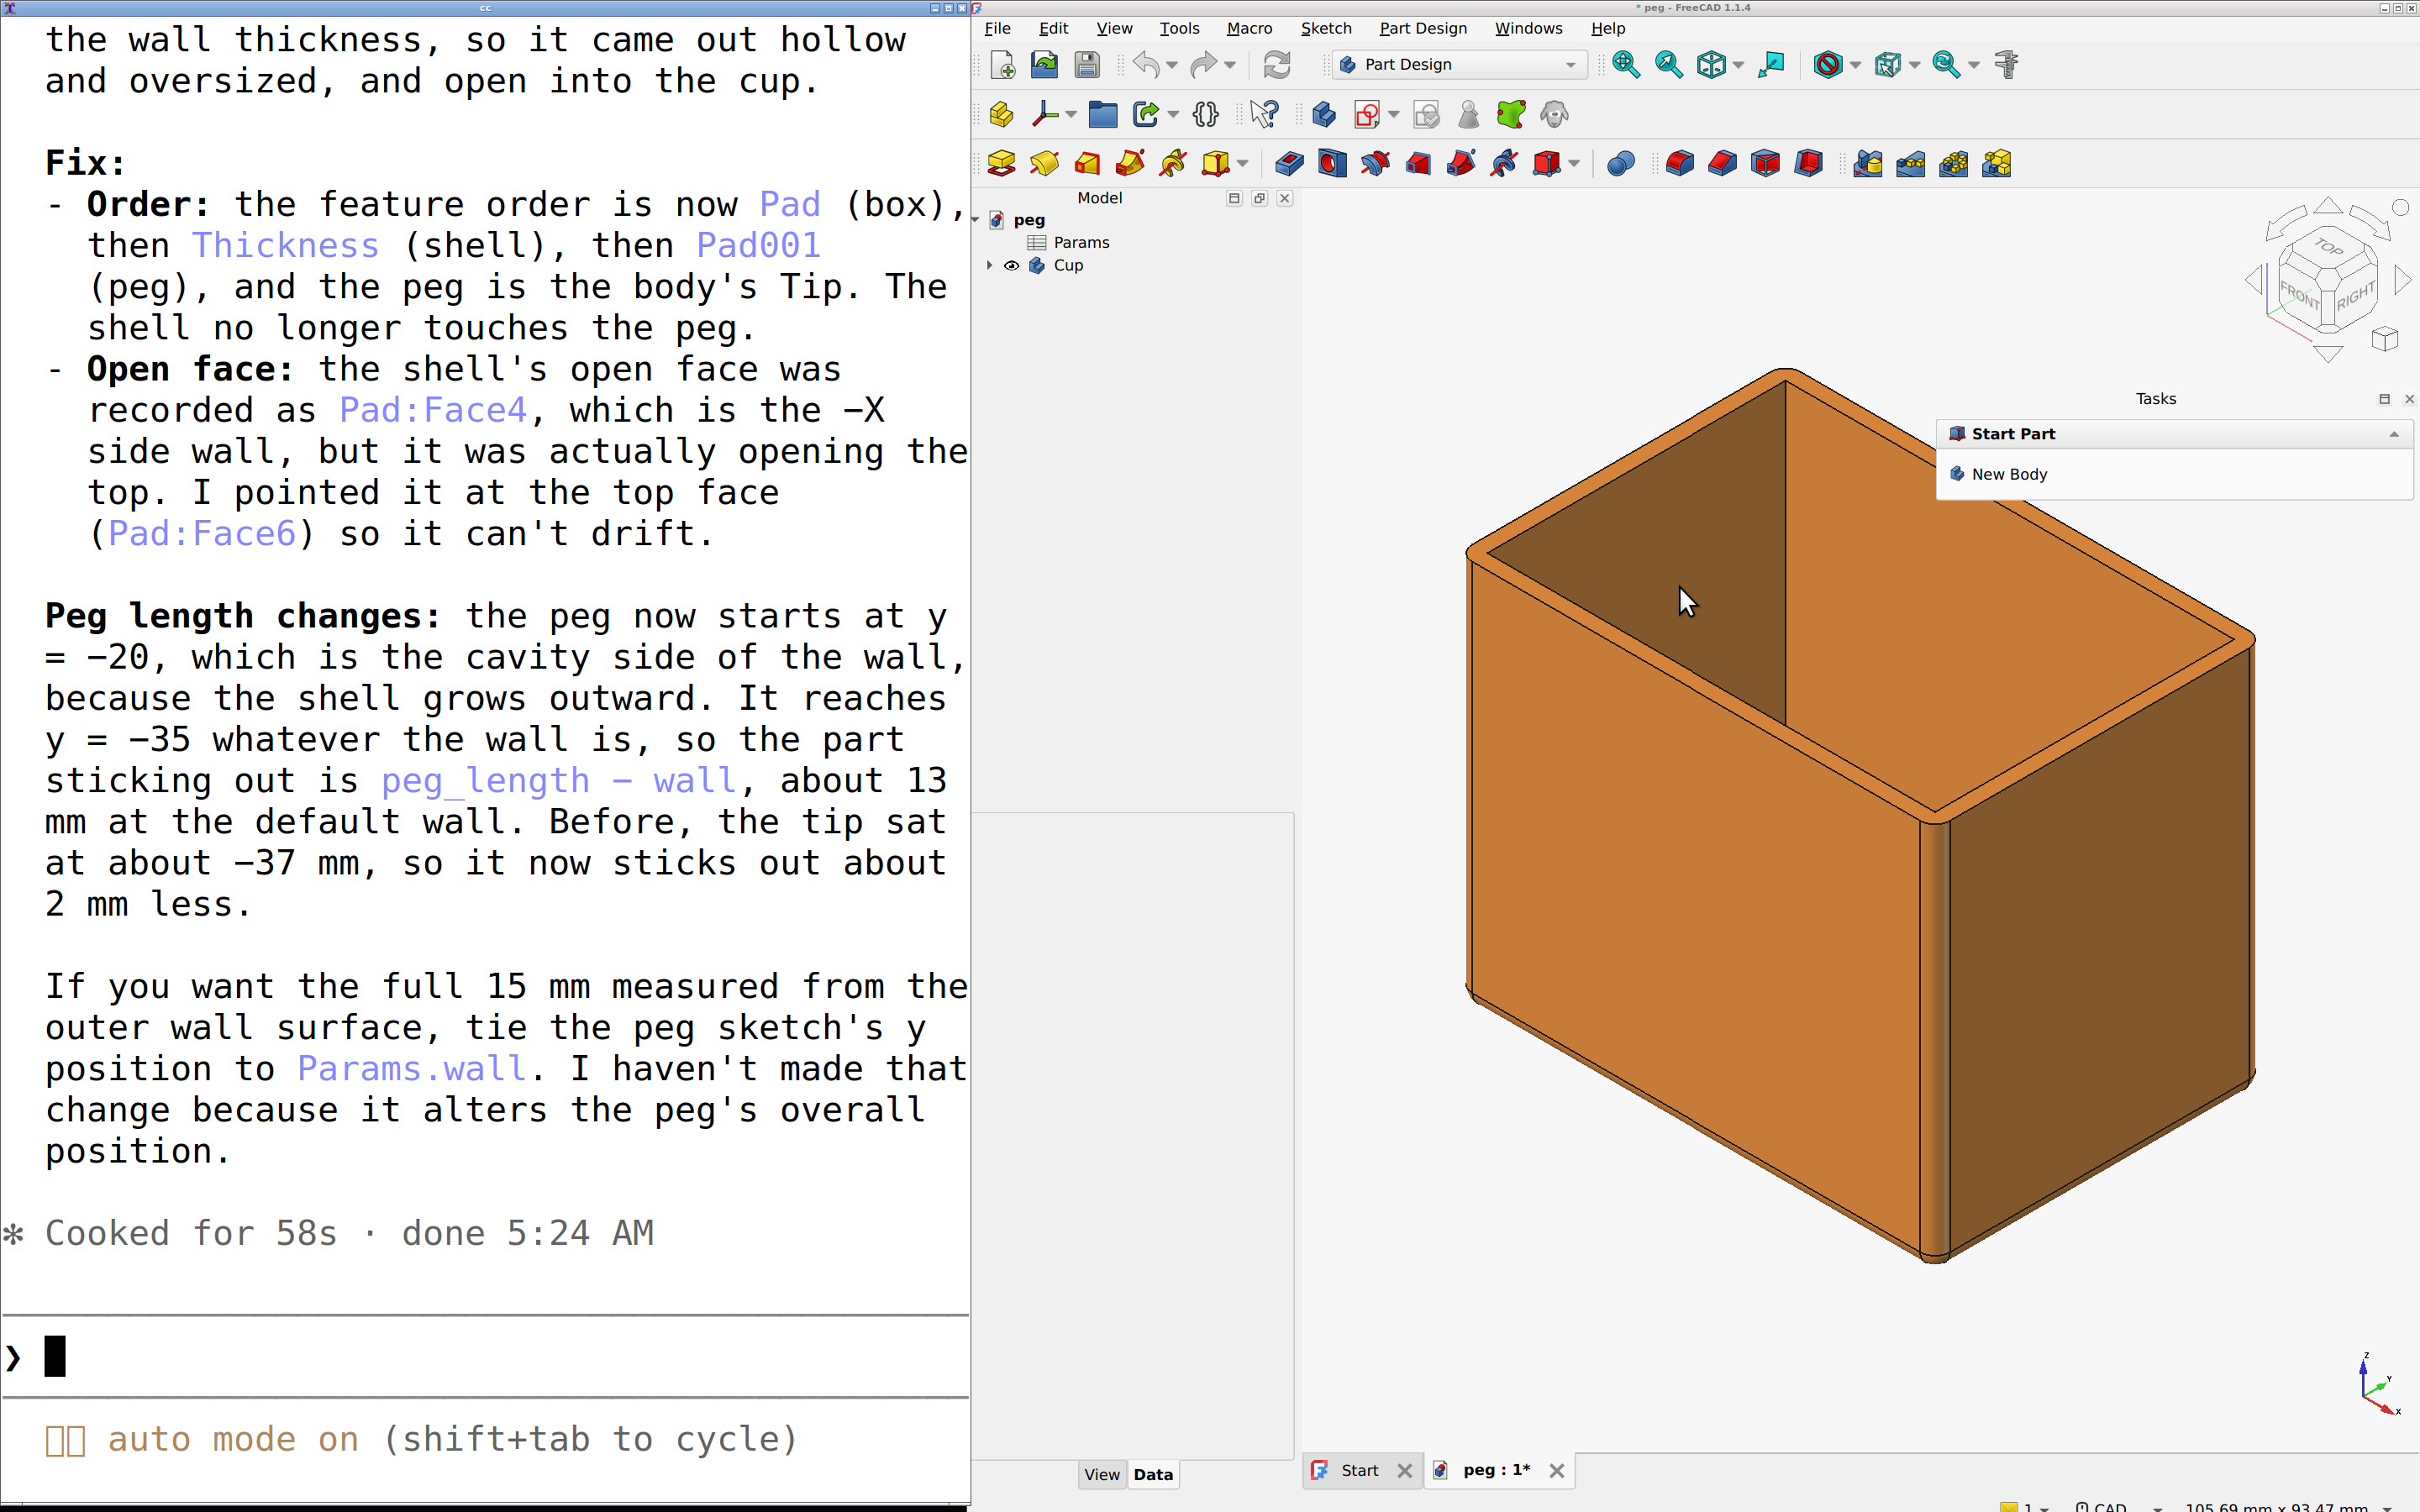 cc
the wall thickness, so it came out hollow
and oversized, and open into the cup.
Fix:
- Order: the feature order is now Pad (box),
then Thickness (shell), then Pad001
(peg), and the peg is the body's Tip. The
shell no longer touches the peg.
- Open face: the shell's open face was
recorded as Pad:Face4, which is the −X
side wall, but it was actually opening the
top. I pointed it at the top face
(Pad:Face6) so it can't drift.
Peg length changes: the peg now starts at y
= −20, which is the cavity side of the wall,
because the shell grows outward. It reaches
y = −35 whatever the wall is, so the part
sticking out is peg_length − wall, about 13
mm at the default wall. Before, the tip sat
at about −37 mm, so it now sticks out about
2 mm less.
If you want the full 15 mm measured from the
outer wall surface, tie the peg sketch's y
position to Params.wall. I haven't made that
change because it alters the peg's overall
position.
✻ Cooked for 58s · done 5:24 AM
❯
auto mode on (shift+tab to cycle)
* peg - FreeCAD 1.1.4
File Edit View Tools Macro Sketch Part Design Windows Help
Part Design
Model
peg
Params
Cup
TOP
FRONT
RIGHT
Tasks
Start Part
New Body
Z
Y
X
View Data
Start
peg : 1*
1
CAD
105.69 mm x 93.47 mm